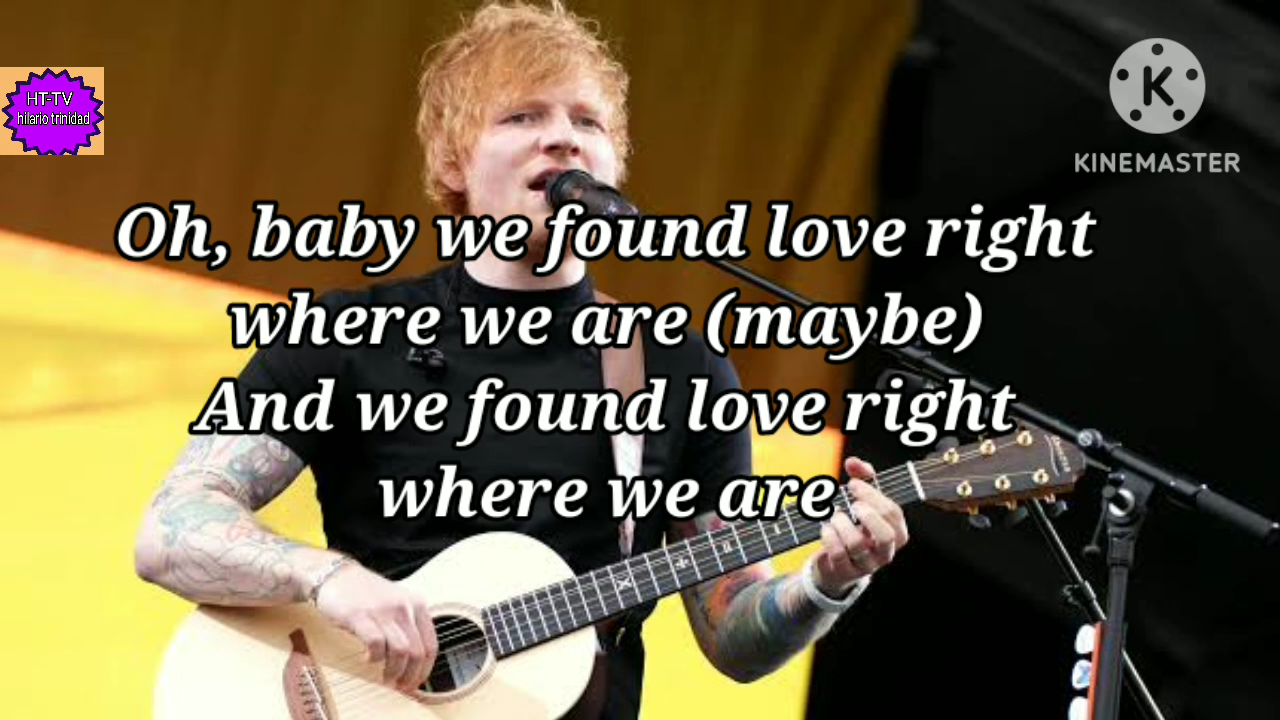 HT-TV
hilario trinidad
K
KINEMASTER
Oh, baby we found love right
where we are (maybe)
And we found love right
where we are